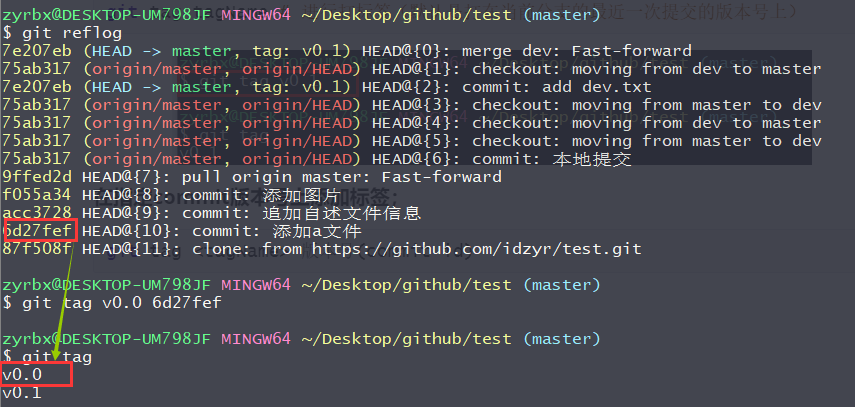 zyrbx@DESKTOP-UM798JF MINGW64 ~/Desktop/github/test (master)
$ git reflog
7e207eb (HEAD -> master, tag: v0.1) HEAD@{0}: merge dev: Fast-forward
75ab317 (origin/master, origin/HEAD) HEAD@{1}: checkout: moving from dev to master
7e207eb (HEAD -> master, tag: v0.1) HEAD@{2}: commit: add dev.txt
75ab317 (origin/master, origin/HEAD) HEAD@{3}: checkout: moving from master to dev
75ab317 (origin/master, origin/HEAD) HEAD@{4}: checkout: moving from dev to master
75ab317 (origin/master, origin/HEAD) HEAD@{5}: checkout: moving from master to dev
75ab317 (origin/master, origin/HEAD) HEAD@{6}: commit: 本地提交
9ffed2d HEAD@{7}: pull origin master: Fast-forward
f055a34 HEAD@{8}: commit: 添加图片
acc3728 HEAD@{9}: commit: 追加自述文件信息
6d27fef HEAD@{10}: commit: 添加a文件
87f508f HEAD@{11}: clone: from https://github.com/idzyr/test.git
zyrbx@DESKTOP-UM798JF MINGW64 ~/Desktop/github/test (master)
$ git tag v0.0 6d27fef
zyrbx@DESKTOP-UM798JF MINGW64 ~/Desktop/github/test (master)
$ git tag
v0.0
v0.1